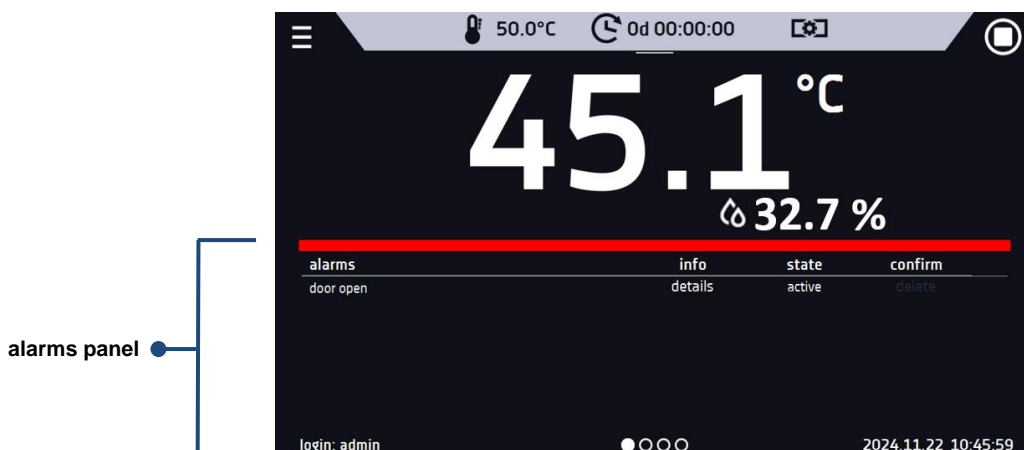 50.0°C 0d 00:00:00
45.1 °C
32.7 %
alarms info state confirm
door open details active delete
alarms panel
login: admin 2024.11.22 10:45:59